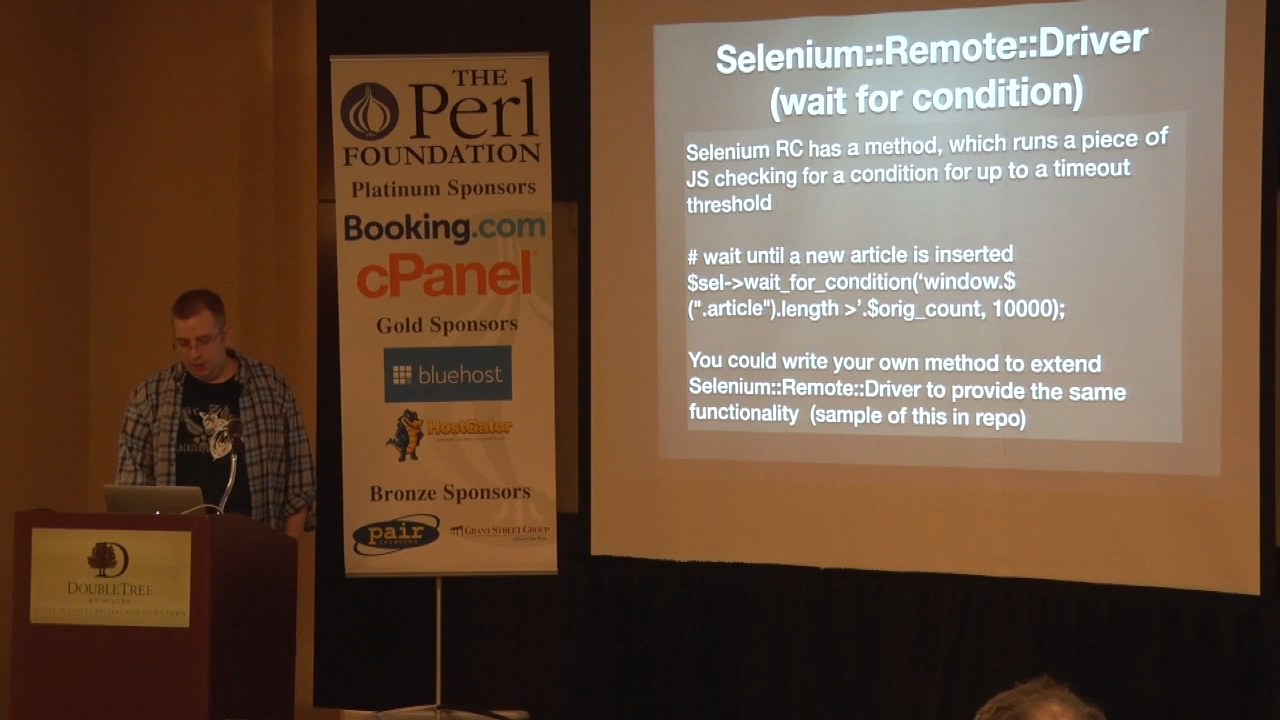 THE
Perl
FOUNDATION
Platinum Sponsors
Booking.com
cPanel
Gold Sponsors
bluehost
HostGator
Bronze Sponsors
pair
NETWORKS
GRANT STREET GROUP
DOUBLETREE
BY HILTON
Selenium::Remote::Driver
(wait for condition)
Selenium RC has a method, which runs a piece of
JS checking for a condition for up to a timeout
threshold
# wait until a new article is inserted
$sel->wait_for_condition(‘window.$
(".article").length >’.$orig_count, 10000);
You could write your own method to extend
Selenium::Remote::Driver to provide the same
functionality (sample of this in repo)